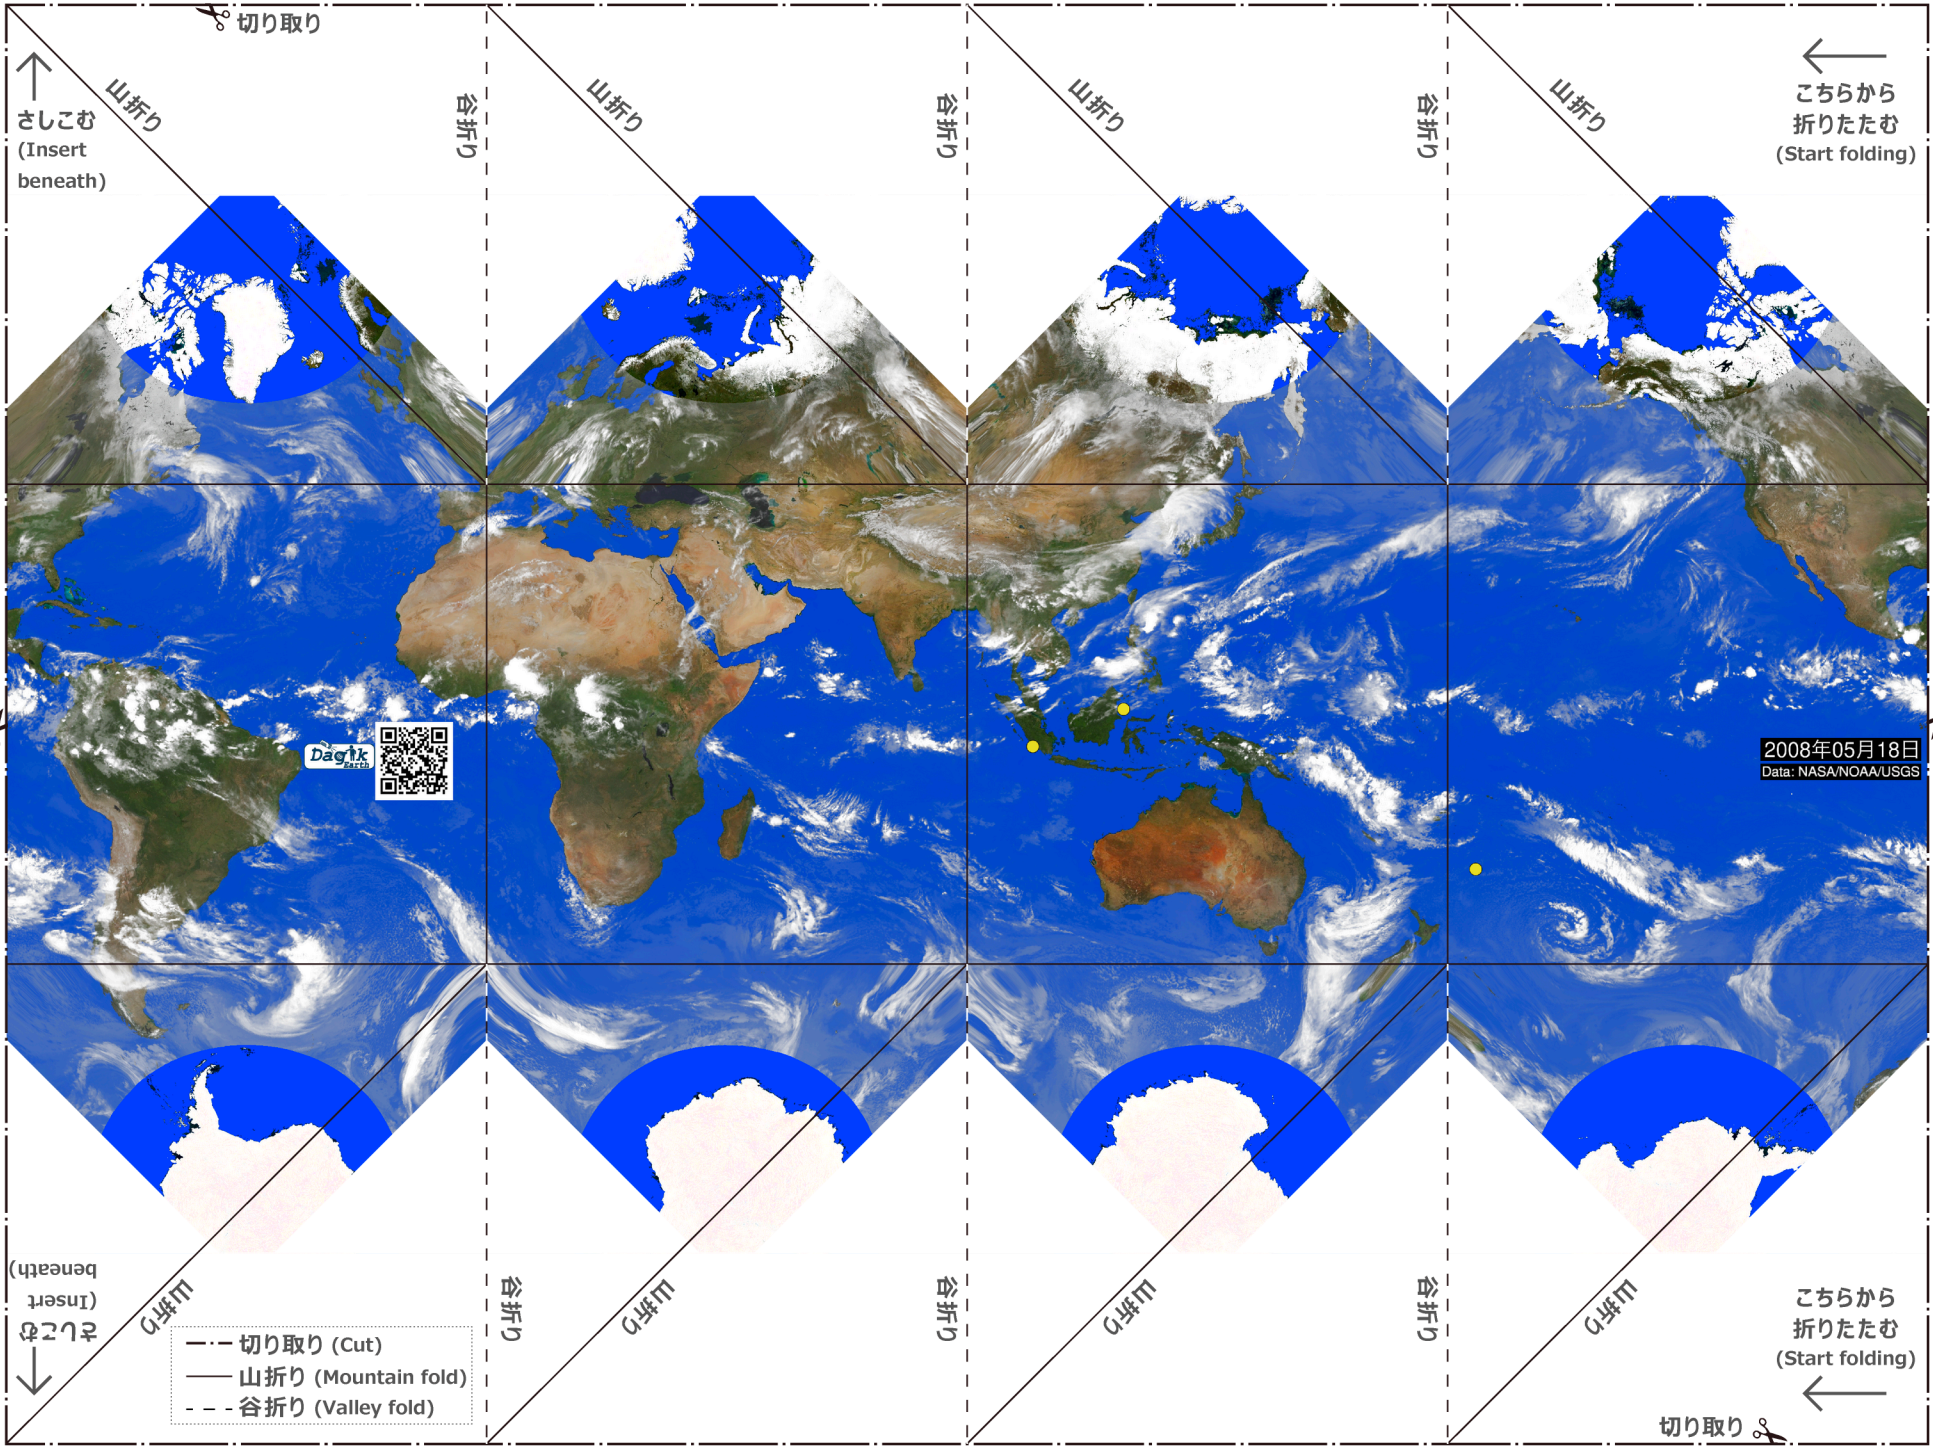 切り取り
さしこむ
(Insert
beneath)
山折り
谷折り
山折り
谷折り
山折り
谷折り
山折り
こちらから
折りたたむ
(Start folding)
Dagik
Earth
2008年05月18日
Data: NASA/NOAA/USGS
さしこむ
(Insert
beneath)
山折り
谷折り
山折り
谷折り
山折り
谷折り
山折り
こちらから
折りたたむ
(Start folding)
切り取り (Cut)
山折り (Mountain fold)
谷折り (Valley fold)
切り取り